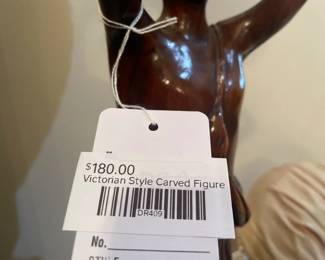 $180.00
Victorian Style Carved Figure
DR409
No.